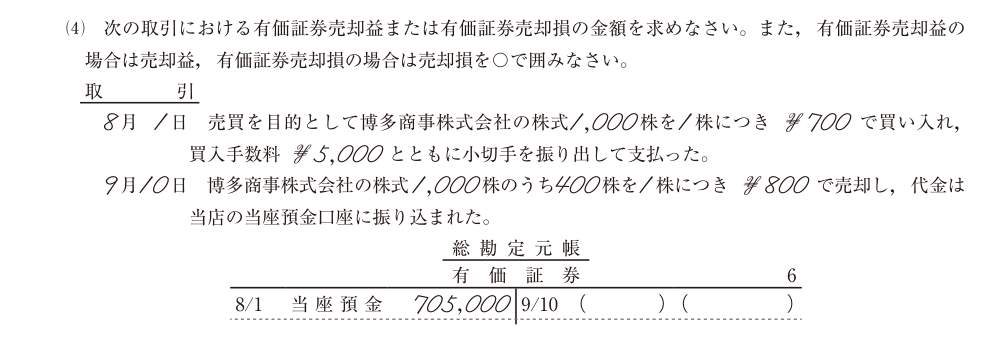 (4) 次の取引における有価証券売却益または有価証券売却損の金額を求めなさい。また，有価証券売却益の
場合は売却益，有価証券売却損の場合は売却損を○で囲みなさい。
取　　　引
8月 1日 売買を目的として博多商事株式会社の株式1,000株を1株につき ¥700 で買い入れ，
買入手数料 ¥5,000 とともに小切手を振り出して支払った。
9月10日 博多商事株式会社の株式1,000株のうち400株を1株につき ¥800 で売却し，代金は
当店の当座預金口座に振り込まれた。
総勘定元帳
有価証券 6
8/1 当座預金 705,000 9/10 (　　　) (　　　)